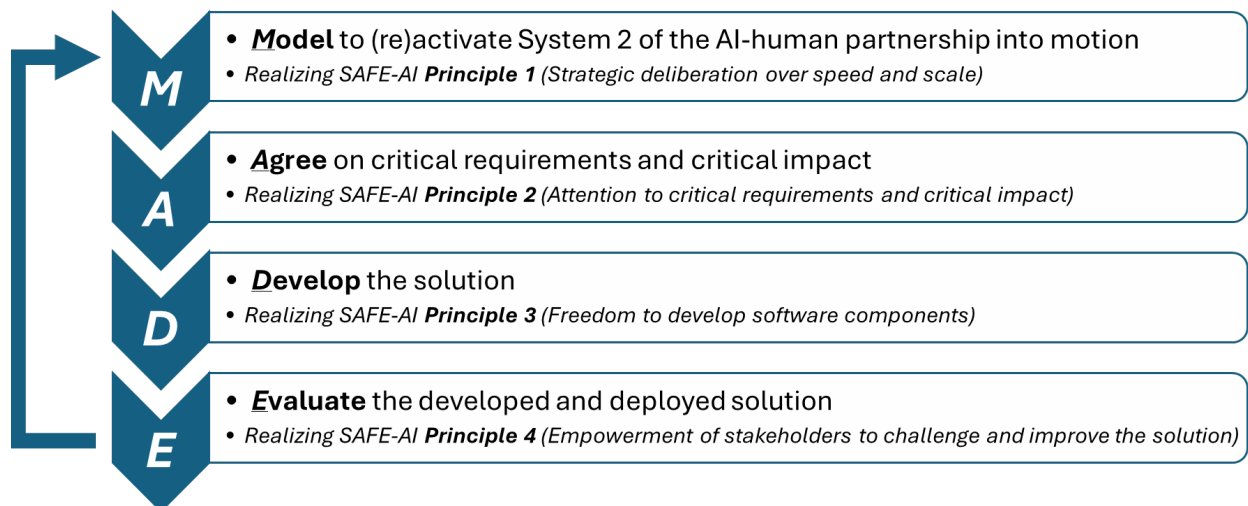 M
• Model to (re)activate System 2 of the AI-human partnership into motion
• Realizing SAFE-AI Principle 1 (Strategic deliberation over speed and scale)
A
• Agree on critical requirements and critical impact
• Realizing SAFE-AI Principle 2 (Attention to critical requirements and critical impact)
D
• Develop the solution
• Realizing SAFE-AI Principle 3 (Freedom to develop software components)
E
• Evaluate the developed and deployed solution
• Realizing SAFE-AI Principle 4 (Empowerment of stakeholders to challenge and improve the solution)